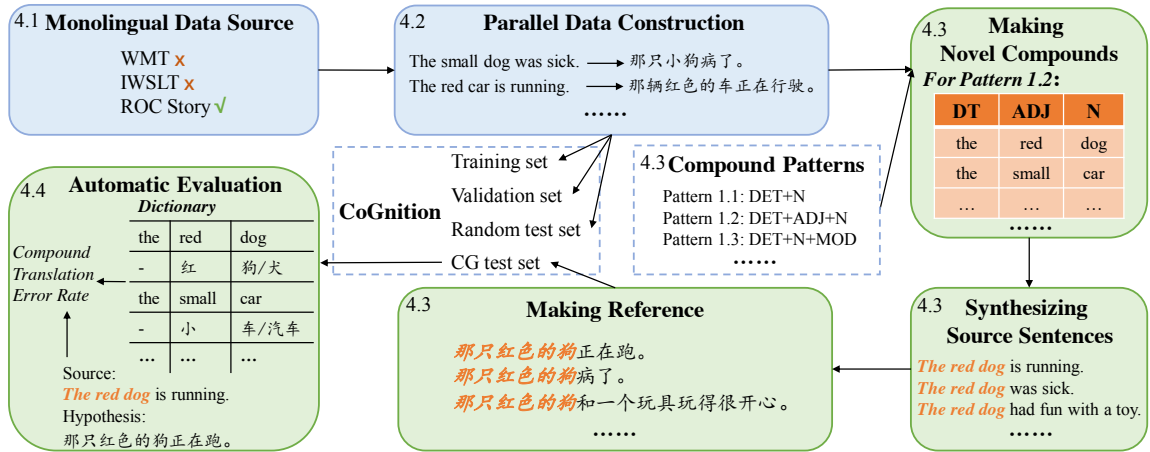 4.1 Monolingual Data Source
WMT x
IWSLT x
ROC Story √
4.2 Parallel Data Construction
The small dog was sick. 那只小狗病了。
The red car is running. 那辆红色的车正在行驶。
……
4.3 Making
Novel Compounds
For Pattern 1.2:
DT ADJ N
the red dog
the small car
… … …
……
CoGnition
Training set
Validation set
Random test set
CG test set
4.3 Compound Patterns
Pattern 1.1: DET+N
Pattern 1.2: DET+ADJ+N
Pattern 1.3: DET+N+MOD
……
4.3 Synthesizing
Source Sentences
The red dog is running.
The red dog was sick.
The red dog had fun with a toy.
……
4.3 Making Reference
那只红色的狗正在跑。
那只红色的狗病了。
那只红色的狗和一个玩具玩得很开心。
……
4.4 Automatic Evaluation
Dictionary
the red dog
- 红 狗/犬
the small car
- 小 车/汽车
… … …
Compound
Translation
Error Rate
Source:
The red dog is running.
Hypothesis:
那只红色的狗正在跑。